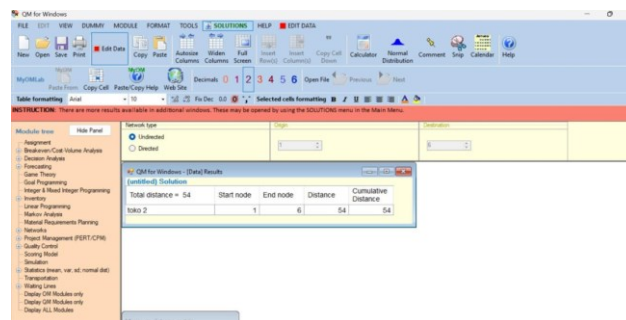 QM for Windows
FILE EDIT VIEW DUMMY MODULE FORMAT TOOLS SOLUTIONS HELP EDIT DATA
New Open Save Print Edit Data Copy Paste Autosize Columns Widen Columns Full Screen Insert Row(s) Insert Column(s) Copy Cell Down Calculator Normal Distribution Comment Snip Calendar Help
MyOMLab Paste From Copy Cell Paste/Copy Help Web Site Decimals 0 1 2 3 4 5 6 Open File Previous Next
Table formatting Arial 10 Fix Dec 0.0 Selected cells formatting B I U
INSTRUCTION: There are more results available in additional windows. These may be opened by using the SOLUTIONS menu in the Main Menu.
Module tree Hide Panel
Assignment
Breakeven/Cost-Volume Analysis
Decision Analysis
Forecasting
Game Theory
Goal Programming
Integer & Mixed Integer Programming
Inventory
Linear Programming
Markov Analysis
Material Requirements Planning
Networks
Project Management (PERT/CPM)
Quality Control
Scoring Model
Simulation
Statistics (mean, var, sd; normal dist)
Transportation
Waiting Lines
Display OM Modules only
Display QM Modules only
Display ALL Modules
Network type
Undirected
Directed
Origin
1
Destination
6
QM for Windows - [Data] Results
(untitled) Solution
Total distance = 54 Start node End node Distance Cumulative Distance
toko 2 1 6 54 54